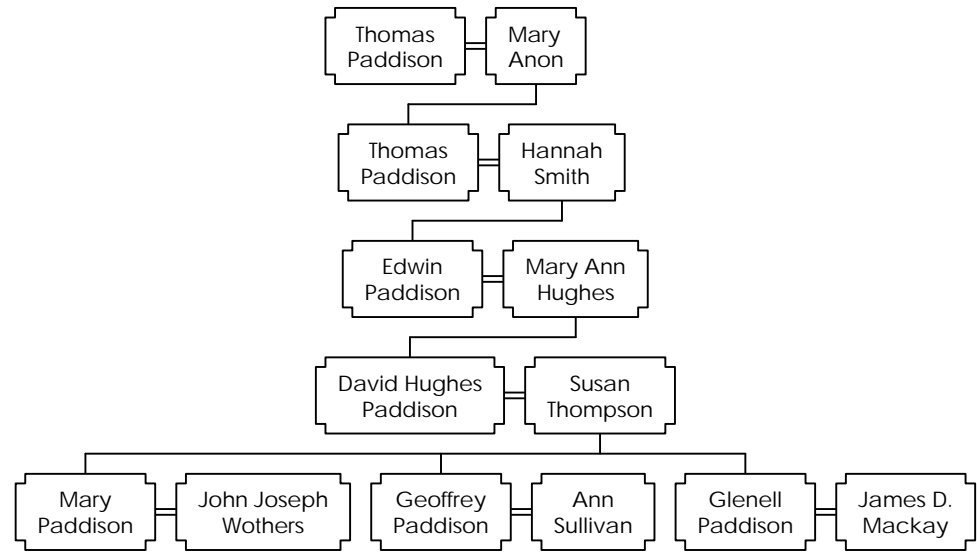 Thomas
Paddison
Mary
Anon
Thomas
Paddison
Hannah
Smith
Edwin
Paddison
Mary Ann
Hughes
David Hughes
Paddison
Susan
Thompson
Mary
Paddison
John Joseph
Wothers
Geoffrey
Paddison
Ann
Sullivan
Glenell
Paddison
James D.
Mackay